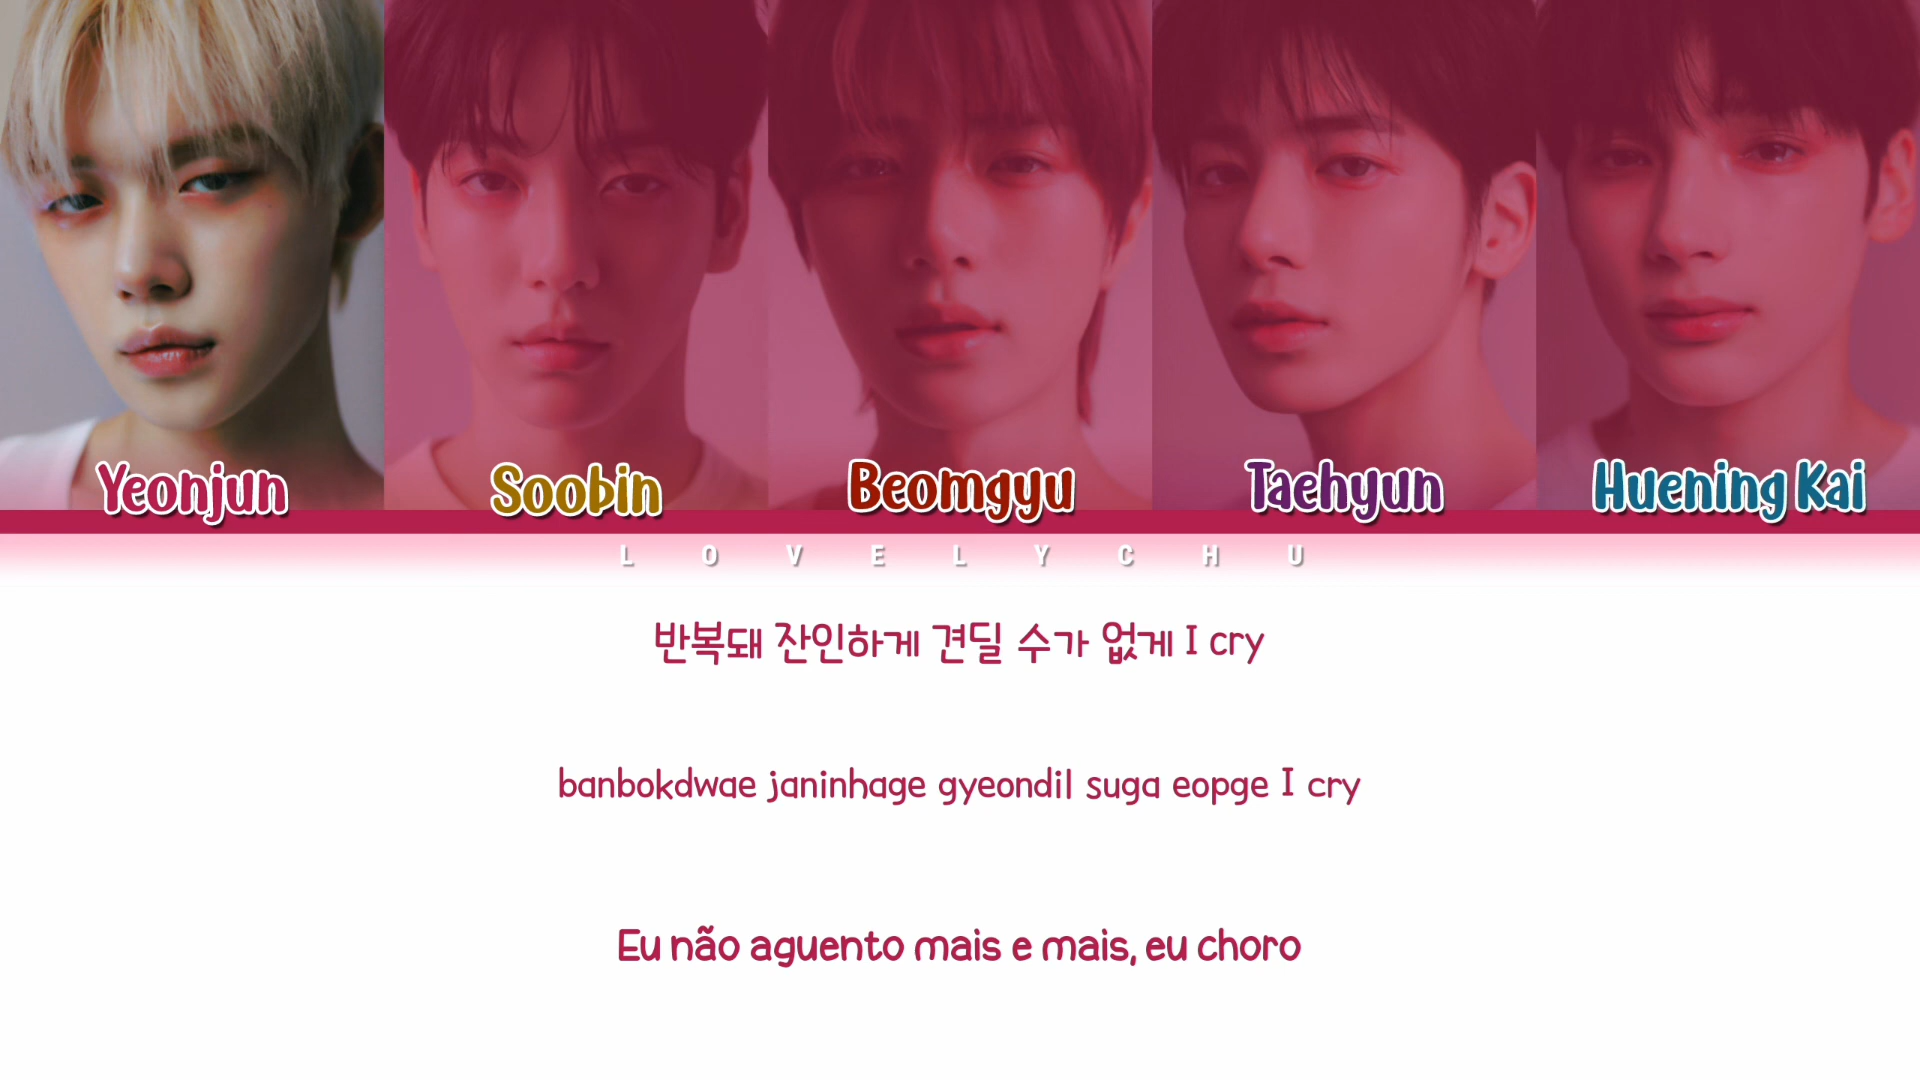 Yeonjun
Soobin
Beomgyu
Taehyun
Huening Kai
LOVELYCHU
반복돼 잔인하게 견딜 수가 없게 I cry
banbokdwae janinhage gyeondil suga eopge I cry
Eu não aguento mais e mais, eu choro